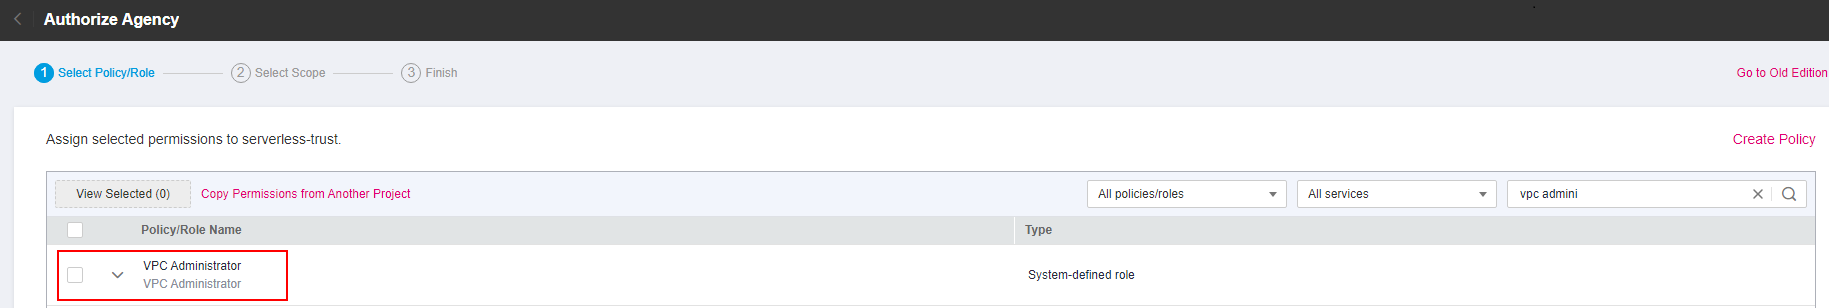 Authorize Agency
1 Select Policy/Role 2 Select Scope 3 Finish
Go to Old Edition
Assign selected permissions to serverless-trust.
Create Policy
View Selected (0) Copy Permissions from Another Project All policies/roles All services vpc admini
Policy/Role Name Type
VPC Administrator
VPC Administrator
System-defined role